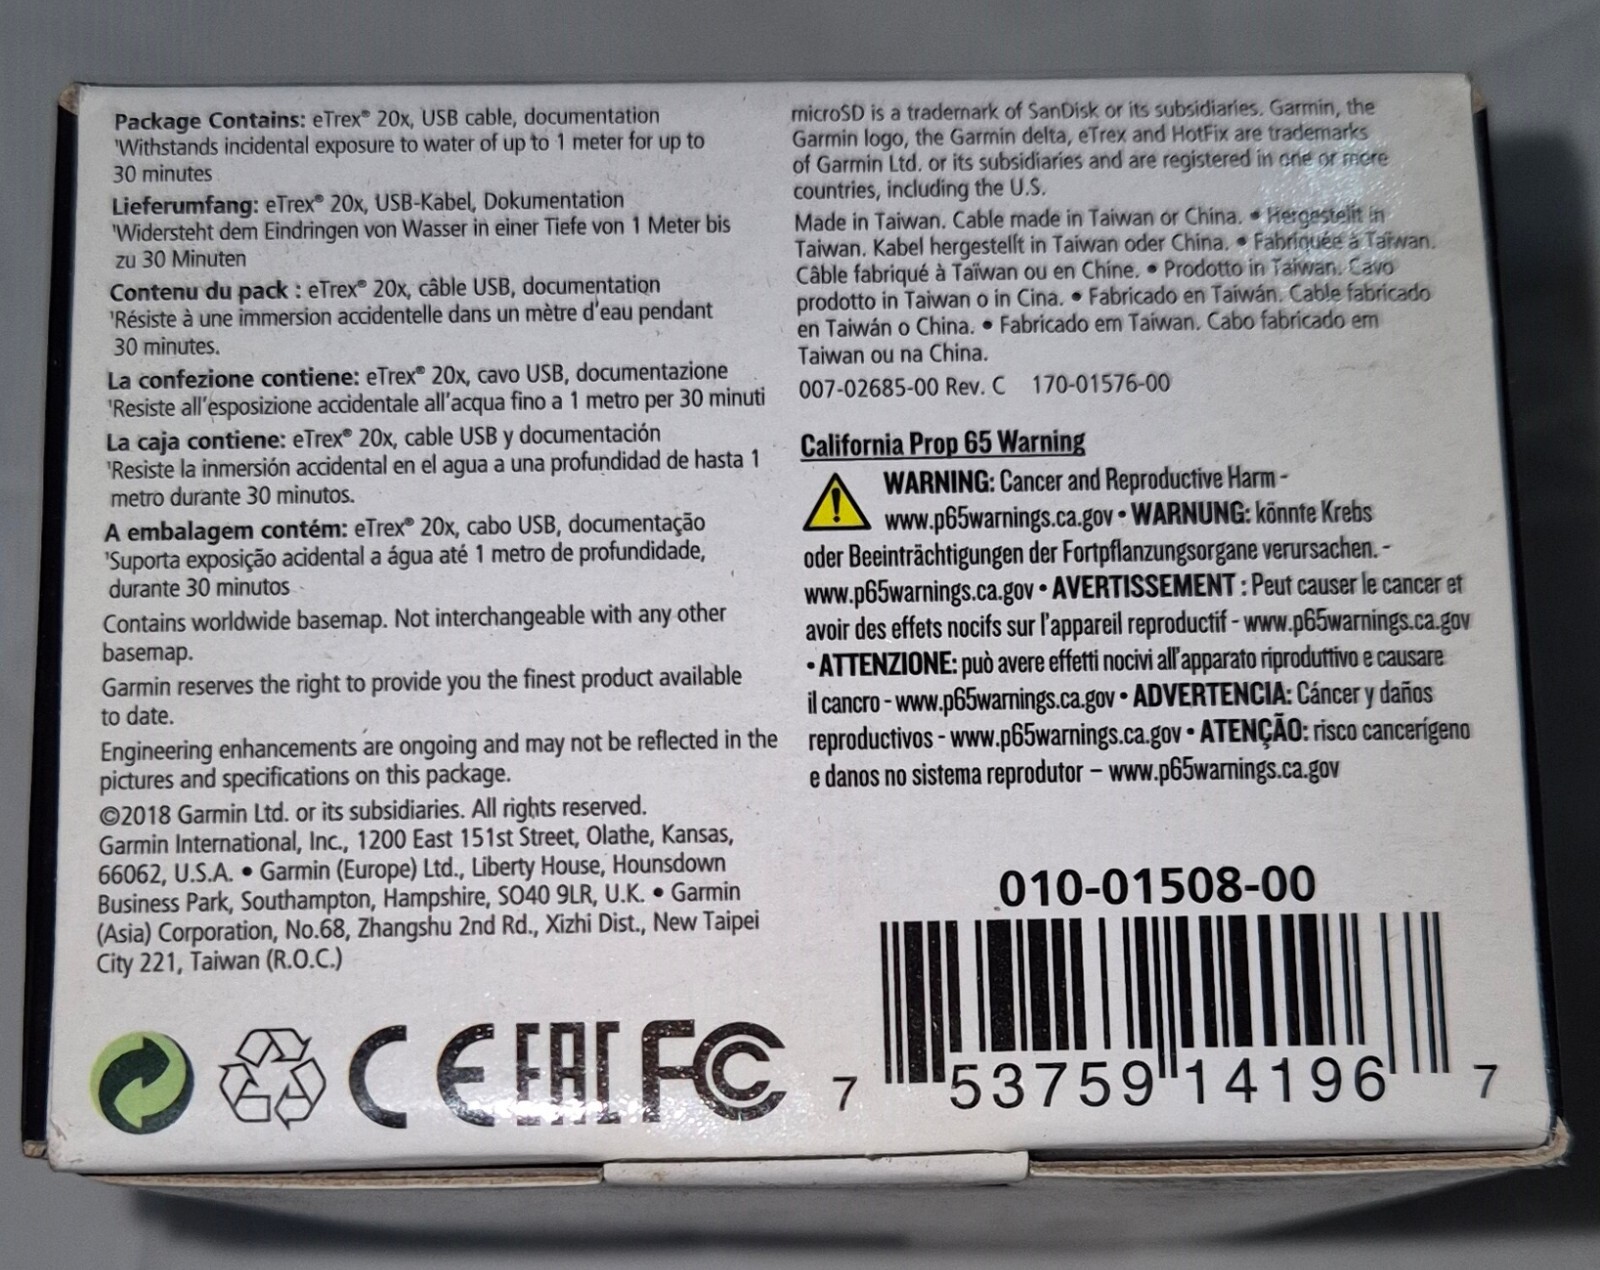 Package Contains: eTrex® 20x, USB cable, documentation
¹Withstands incidental exposure to water of up to 1 meter for up to
30 minutes
Lieferumfang: eTrex® 20x, USB-Kabel, Dokumentation
¹Widersteht dem Eindringen von Wasser in einer Tiefe von 1 Meter bis
zu 30 Minuten
Contenu du pack : eTrex® 20x, câble USB, documentation
¹Résiste à une immersion accidentelle dans un mètre d'eau pendant
30 minutes.
La confezione contiene: eTrex® 20x, cavo USB, documentazione
¹Resiste all'esposizione accidentale all'acqua fino a 1 metro per 30 minuti
La caja contiene: eTrex® 20x, cable USB y documentación
¹Resiste la inmersión accidental en el agua a una profundidad de hasta 1
metro durante 30 minutos.
A embalagem contém: eTrex® 20x, cabo USB, documentação
¹Suporta exposição acidental a água até 1 metro de profundidade,
durante 30 minutos
Contains worldwide basemap. Not interchangeable with any other
basemap.
Garmin reserves the right to provide you the finest product available
to date.
Engineering enhancements are ongoing and may not be reflected in the
pictures and specifications on this package.
©2018 Garmin Ltd. or its subsidiaries. All rights reserved.
Garmin International, Inc., 1200 East 151st Street, Olathe, Kansas,
66062, U.S.A. • Garmin (Europe) Ltd., Liberty House, Hounsdown
Business Park, Southampton, Hampshire, SO40 9LR, U.K. • Garmin
(Asia) Corporation, No.68, Zhangshu 2nd Rd., Xizhi Dist., New Taipei
City 221, Taiwan (R.O.C.)
CE EAC FC
microSD is a trademark of SanDisk or its subsidiaries. Garmin, the
Garmin logo, the Garmin delta, eTrex and HotFix are trademarks
of Garmin Ltd. or its subsidiaries and are registered in one or more
countries, including the U.S.
Made in Taiwan. Cable made in Taiwan or China. • Hergestellt in
Taiwan. Kabel hergestellt in Taiwan oder China. • Fabriquée à Taïwan.
Câble fabriqué à Taïwan ou en Chine. • Prodotto in Taiwan. Cavo
prodotto in Taiwan o in Cina. • Fabricado en Taiwán. Cable fabricado
en Taiwán o China. • Fabricado em Taiwan. Cabo fabricado em
Taiwan ou na China.
007-02685-00 Rev. C 170-01576-00
California Prop 65 Warning
WARNING: Cancer and Reproductive Harm -
www.p65warnings.ca.gov • WARNUNG: könnte Krebs
oder Beeinträchtigungen der Fortpflanzungsorgane verursachen. -
www.p65warnings.ca.gov • AVERTISSEMENT : Peut causer le cancer et
avoir des effets nocifs sur l'appareil reproductif - www.p65warnings.ca.gov
• ATTENZIONE: può avere effetti nocivi all'apparato riproduttivo e causare
il cancro - www.p65warnings.ca.gov • ADVERTENCIA: Cáncer y daños
reproductivos - www.p65warnings.ca.gov • ATENÇÃO: risco cancerígeno
e danos no sistema reprodutor – www.p65warnings.ca.gov
010-01508-00
7 53759 14196 7